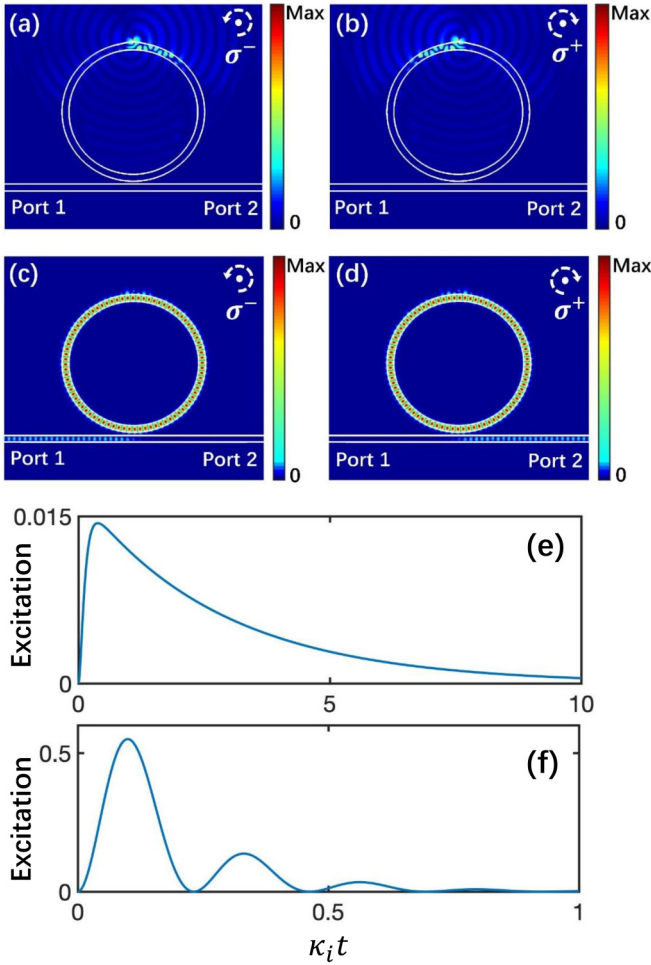 (a)
σ⁻
Max
0
Port 1
Port 2
(b)
σ⁺
Max
0
Port 1
Port 2
(c)
σ⁻
Max
0
Port 1
Port 2
(d)
σ⁺
Max
0
Port 1
Port 2
Excitation
0.015
0
(e)
0
5
10
Excitation
0.5
0
(f)
0
0.5
1
κᵢt